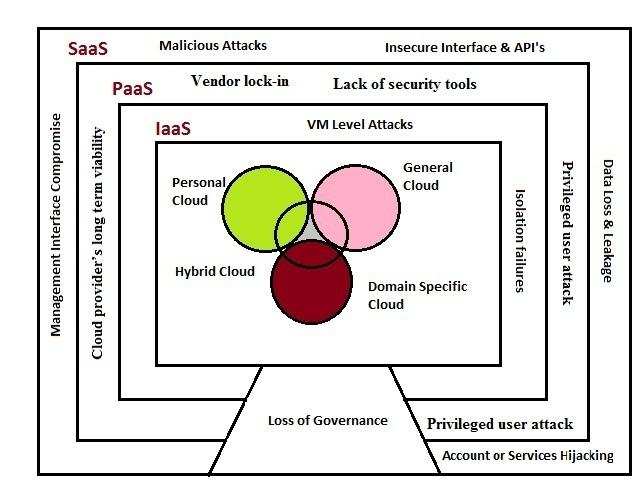 SaaS
Malicious Attacks
Insecure Interface & API's
PaaS
Vendor lock-in
Lack of security tools
IaaS
VM Level Attacks
Management Interface Compromise
Cloud provider's long term viability
Personal
Cloud
General
Cloud
Hybrid Cloud
Domain Specific
Cloud
Isolation failures
Privileged user attack
Data Loss & Leakage
Loss of Governance
Privileged user attack
Account or Services Hijacking